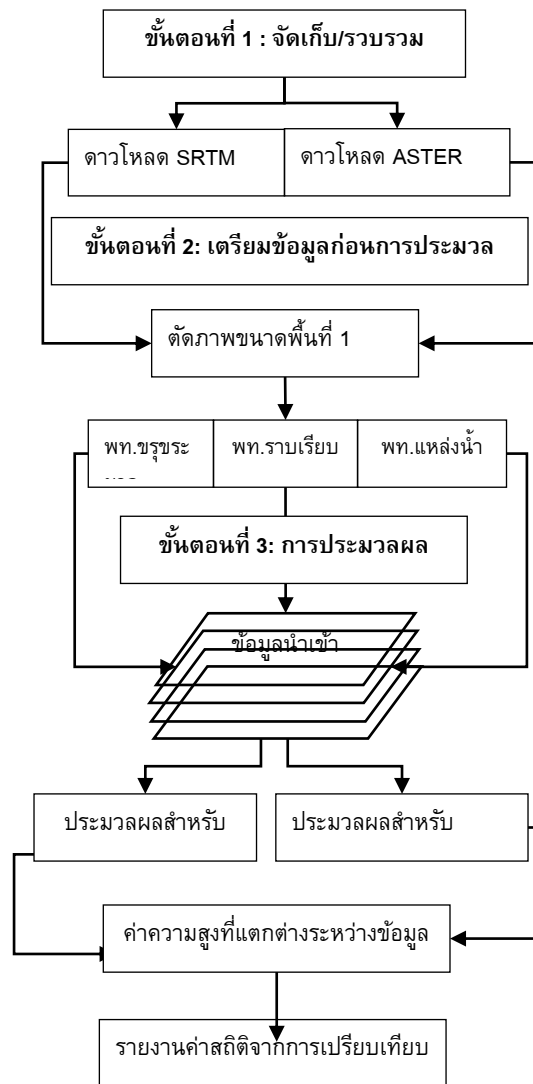 ขั้นตอนที่ 1 : จัดเก็บ/รวบรวม
ดาวโหลด SRTM
ดาวโหลด ASTER
ขั้นตอนที่ 2: เตรียมข้อมูลก่อนการประมวล
ตัดภาพขนาดพื้นที่ 1
พท.ขรุขระ
พท.ราบเรียบ
พท.แหล่งน้ำ
ขั้นตอนที่ 3: การประมวลผล
ข้อมูลนำเข้า
ประมวลผลสำหรับ
ประมวลผลสำหรับ
ค่าความสูงที่แตกต่างระหว่างข้อมูล
รายงานค่าสถิติจากการเปรียบเทียบ